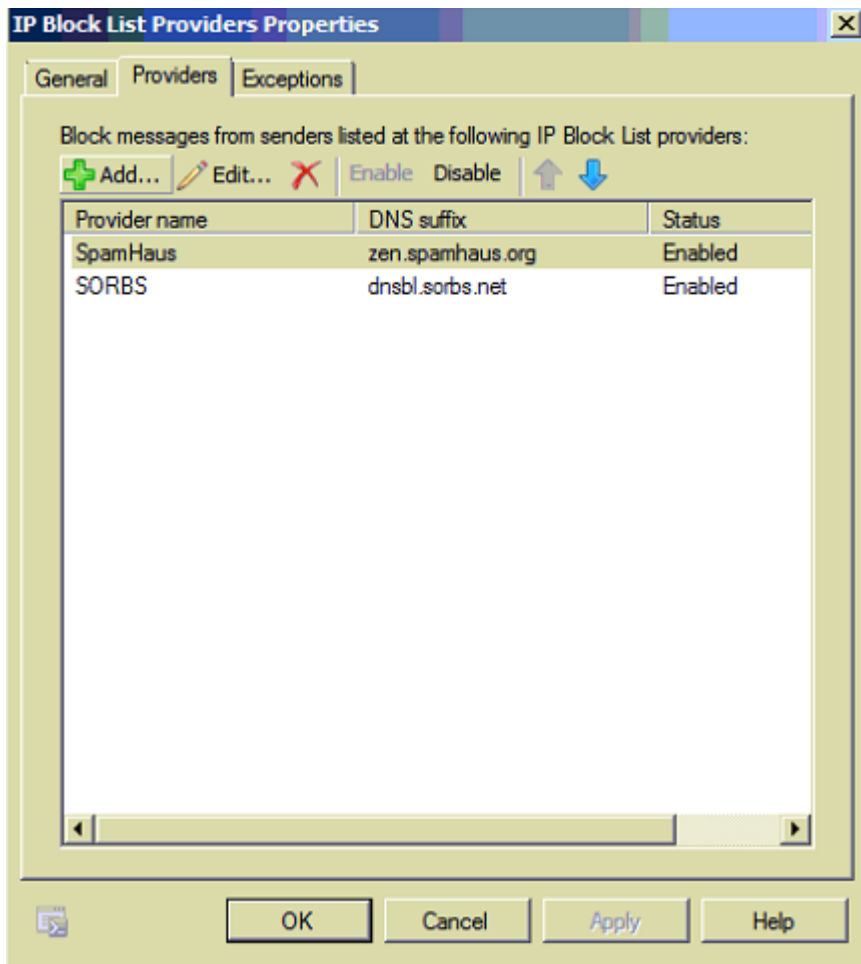 IP Block List Providers Properties
General Providers Exceptions
Block messages from senders listed at the following IP Block List providers:
Add... Edit... Enable Disable
Provider name DNS suffix Status
SpamHaus zen.spamhaus.org Enabled
SORBS dnsbl.sorbs.net Enabled
OK Cancel Apply Help